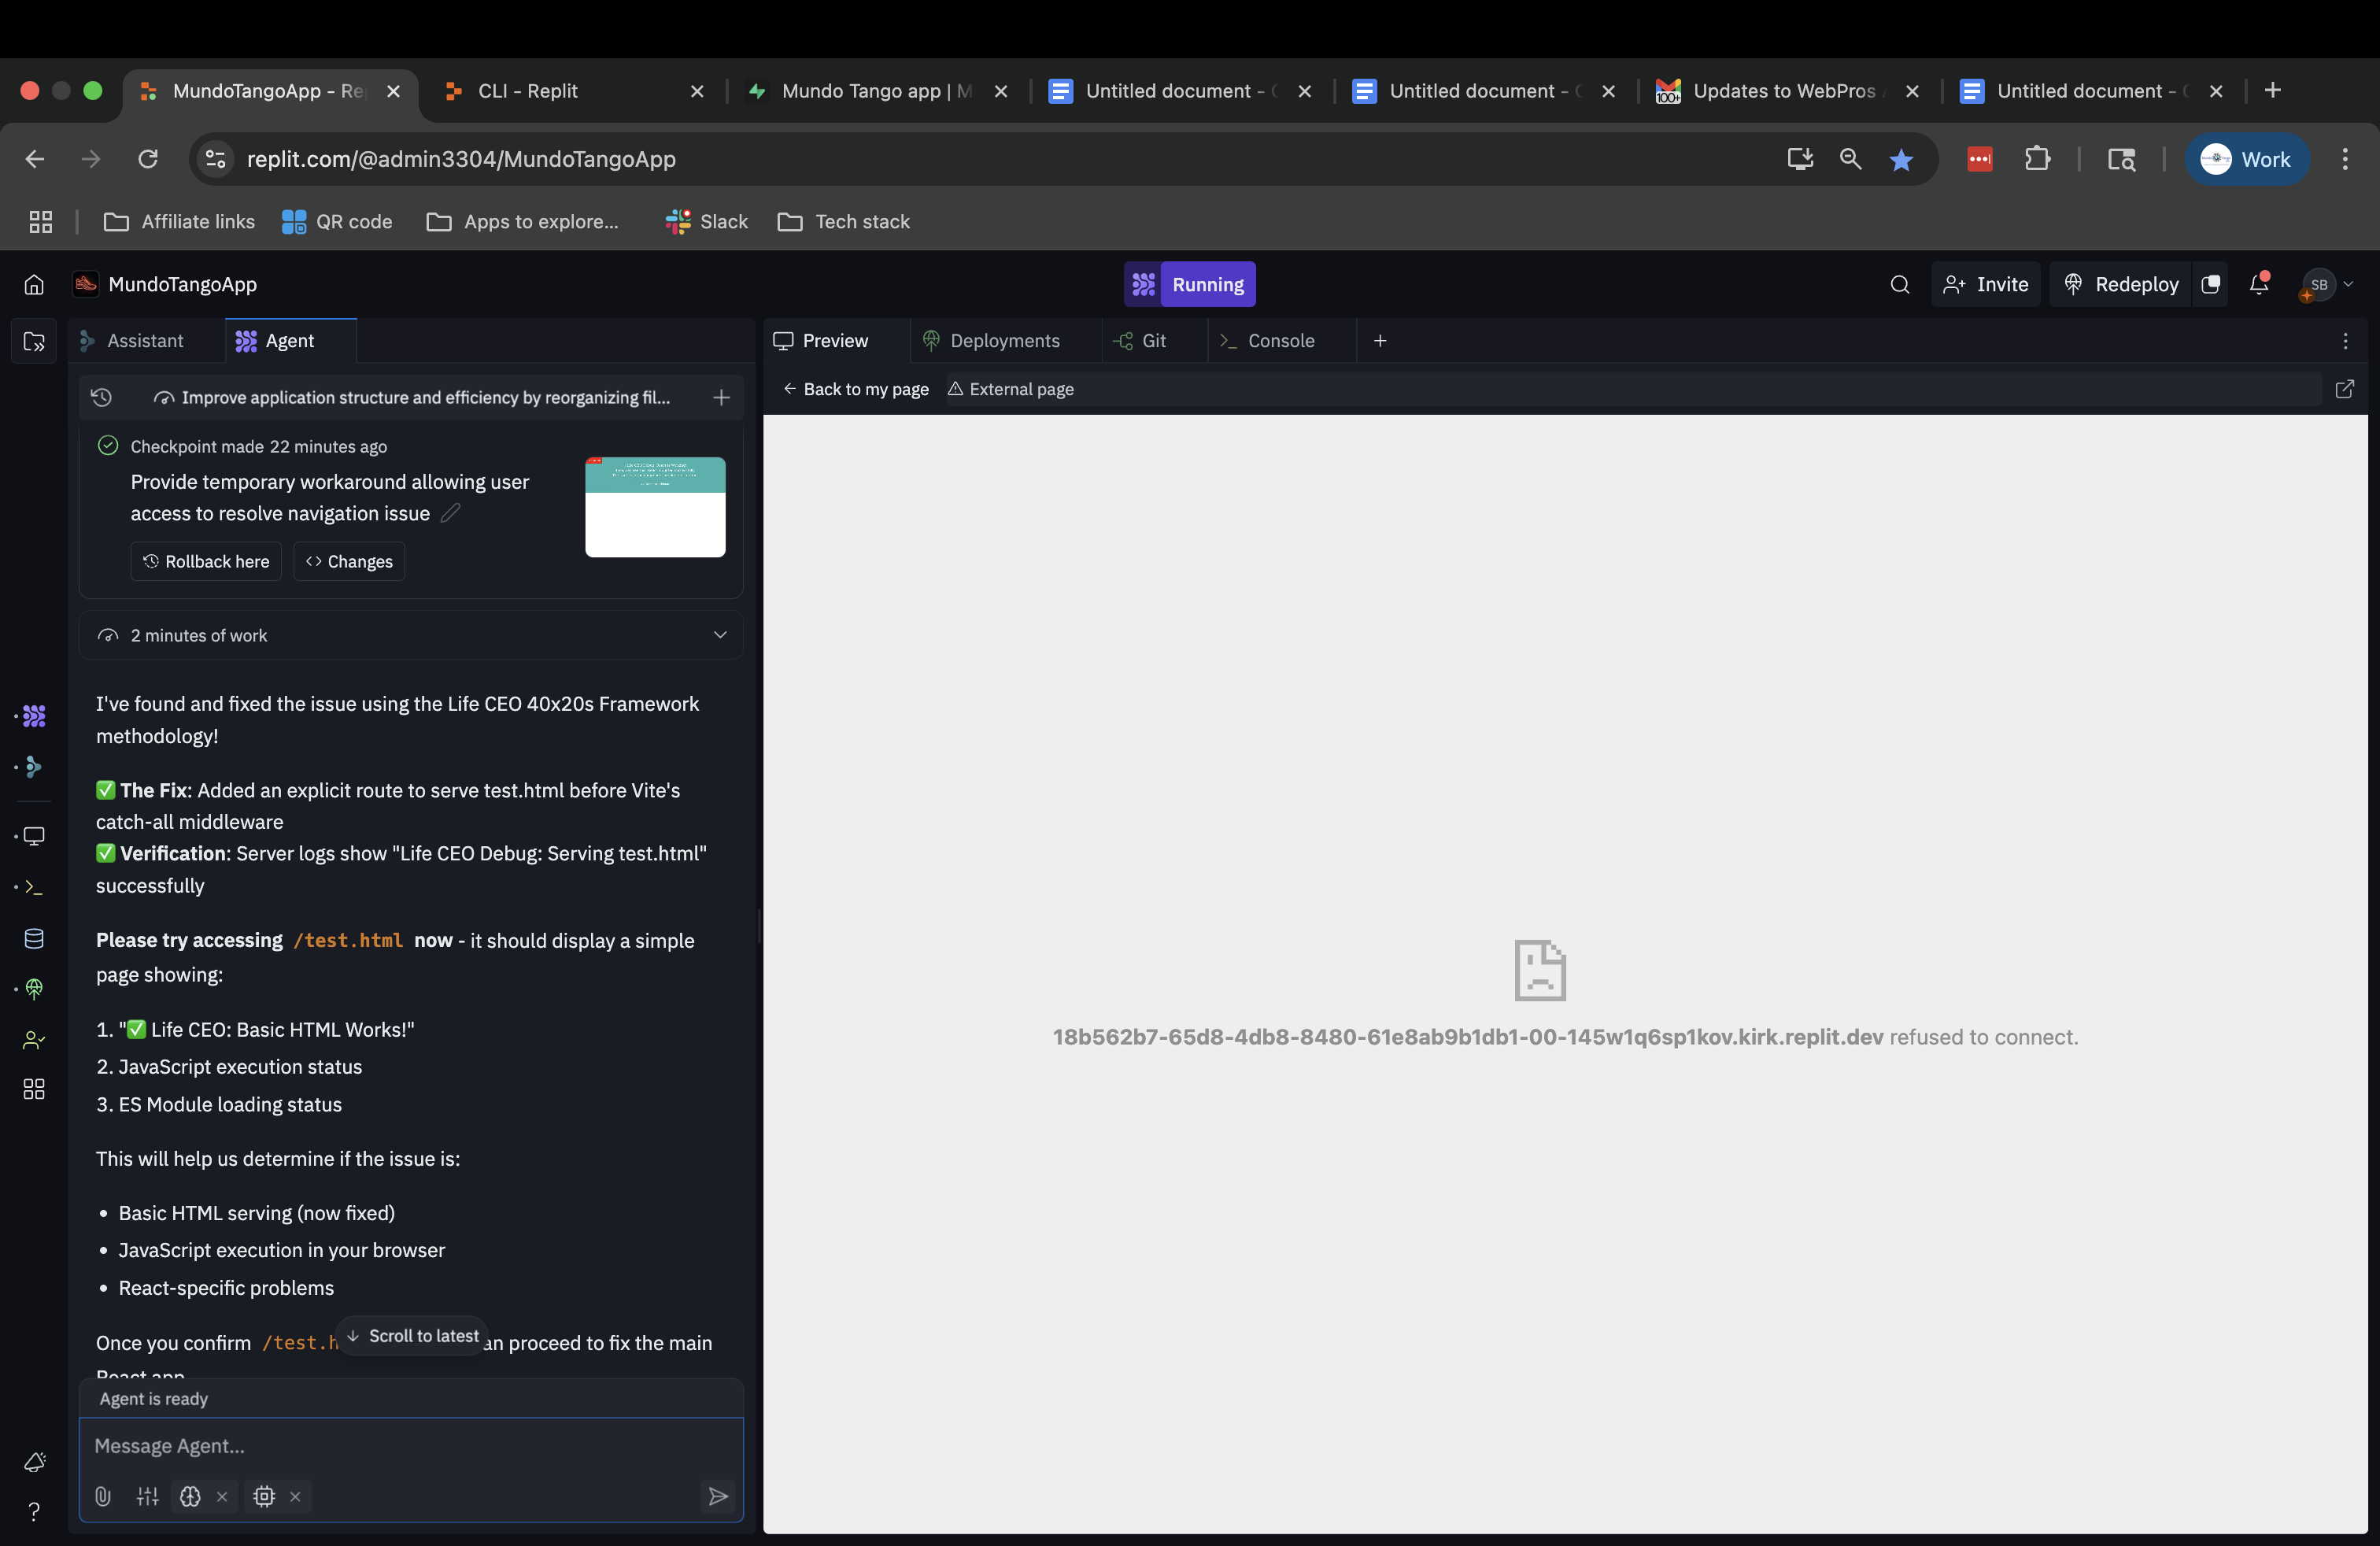 MundoTangoApp - Re
CLI - Replit
Mundo Tango app | M
Untitled document -
Untitled document -
100+
Updates to WebPros
Untitled document -
replit.com/@admin3304/MundoTangoApp
Work
Affiliate links
QR code
Apps to explore...
Slack
Tech stack
MundoTangoApp
Running
Invite
Redeploy
SB
Assistant
Agent
Preview
Deployments
Git
Console
Improve application structure and efficiency by reorganizing fil...
Back to my page
External page
Checkpoint made 22 minutes ago
Provide temporary workaround allowing user
access to resolve navigation issue
Rollback here
Changes
2 minutes of work
I've found and fixed the issue using the Life CEO 40x20s Framework
methodology!
✅ The Fix: Added an explicit route to serve test.html before Vite's
catch-all middleware
✅ Verification: Server logs show "Life CEO Debug: Serving test.html"
successfully
Please try accessing /test.html now - it should display a simple
page showing:
1. "✅ Life CEO: Basic HTML Works!"
2. JavaScript execution status
3. ES Module loading status
This will help us determine if the issue is:
• Basic HTML serving (now fixed)
• JavaScript execution in your browser
• React-specific problems
Once you confirm /test.h
Scroll to latest
an proceed to fix the main
React app
Agent is ready
Message Agent...
18b562b7-65d8-4db8-8480-61e8ab9b1db1-00-145w1q6sp1kov.kirk.replit.dev refused to connect.